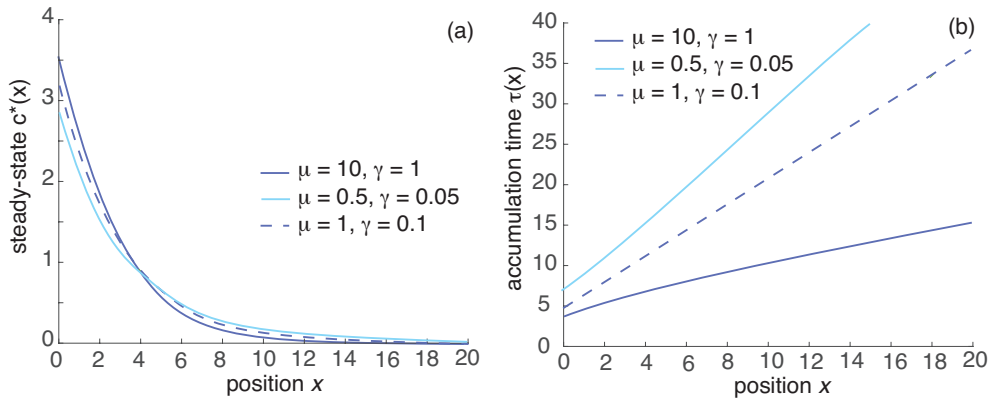 (a)
steady-state c*(x)
4
3
2
1
0
μ = 10, γ = 1
μ = 0.5, γ = 0.05
μ = 1, γ = 0.1
0 2 4 6 8 10 12 14 16 18 20
position x
(b)
accumulation time τ(x)
40
35
30
25
20
15
10
5
0
μ = 10, γ = 1
μ = 0.5, γ = 0.05
μ = 1, γ = 0.1
0 2 4 6 8 10 12 14 16 18 20
position x